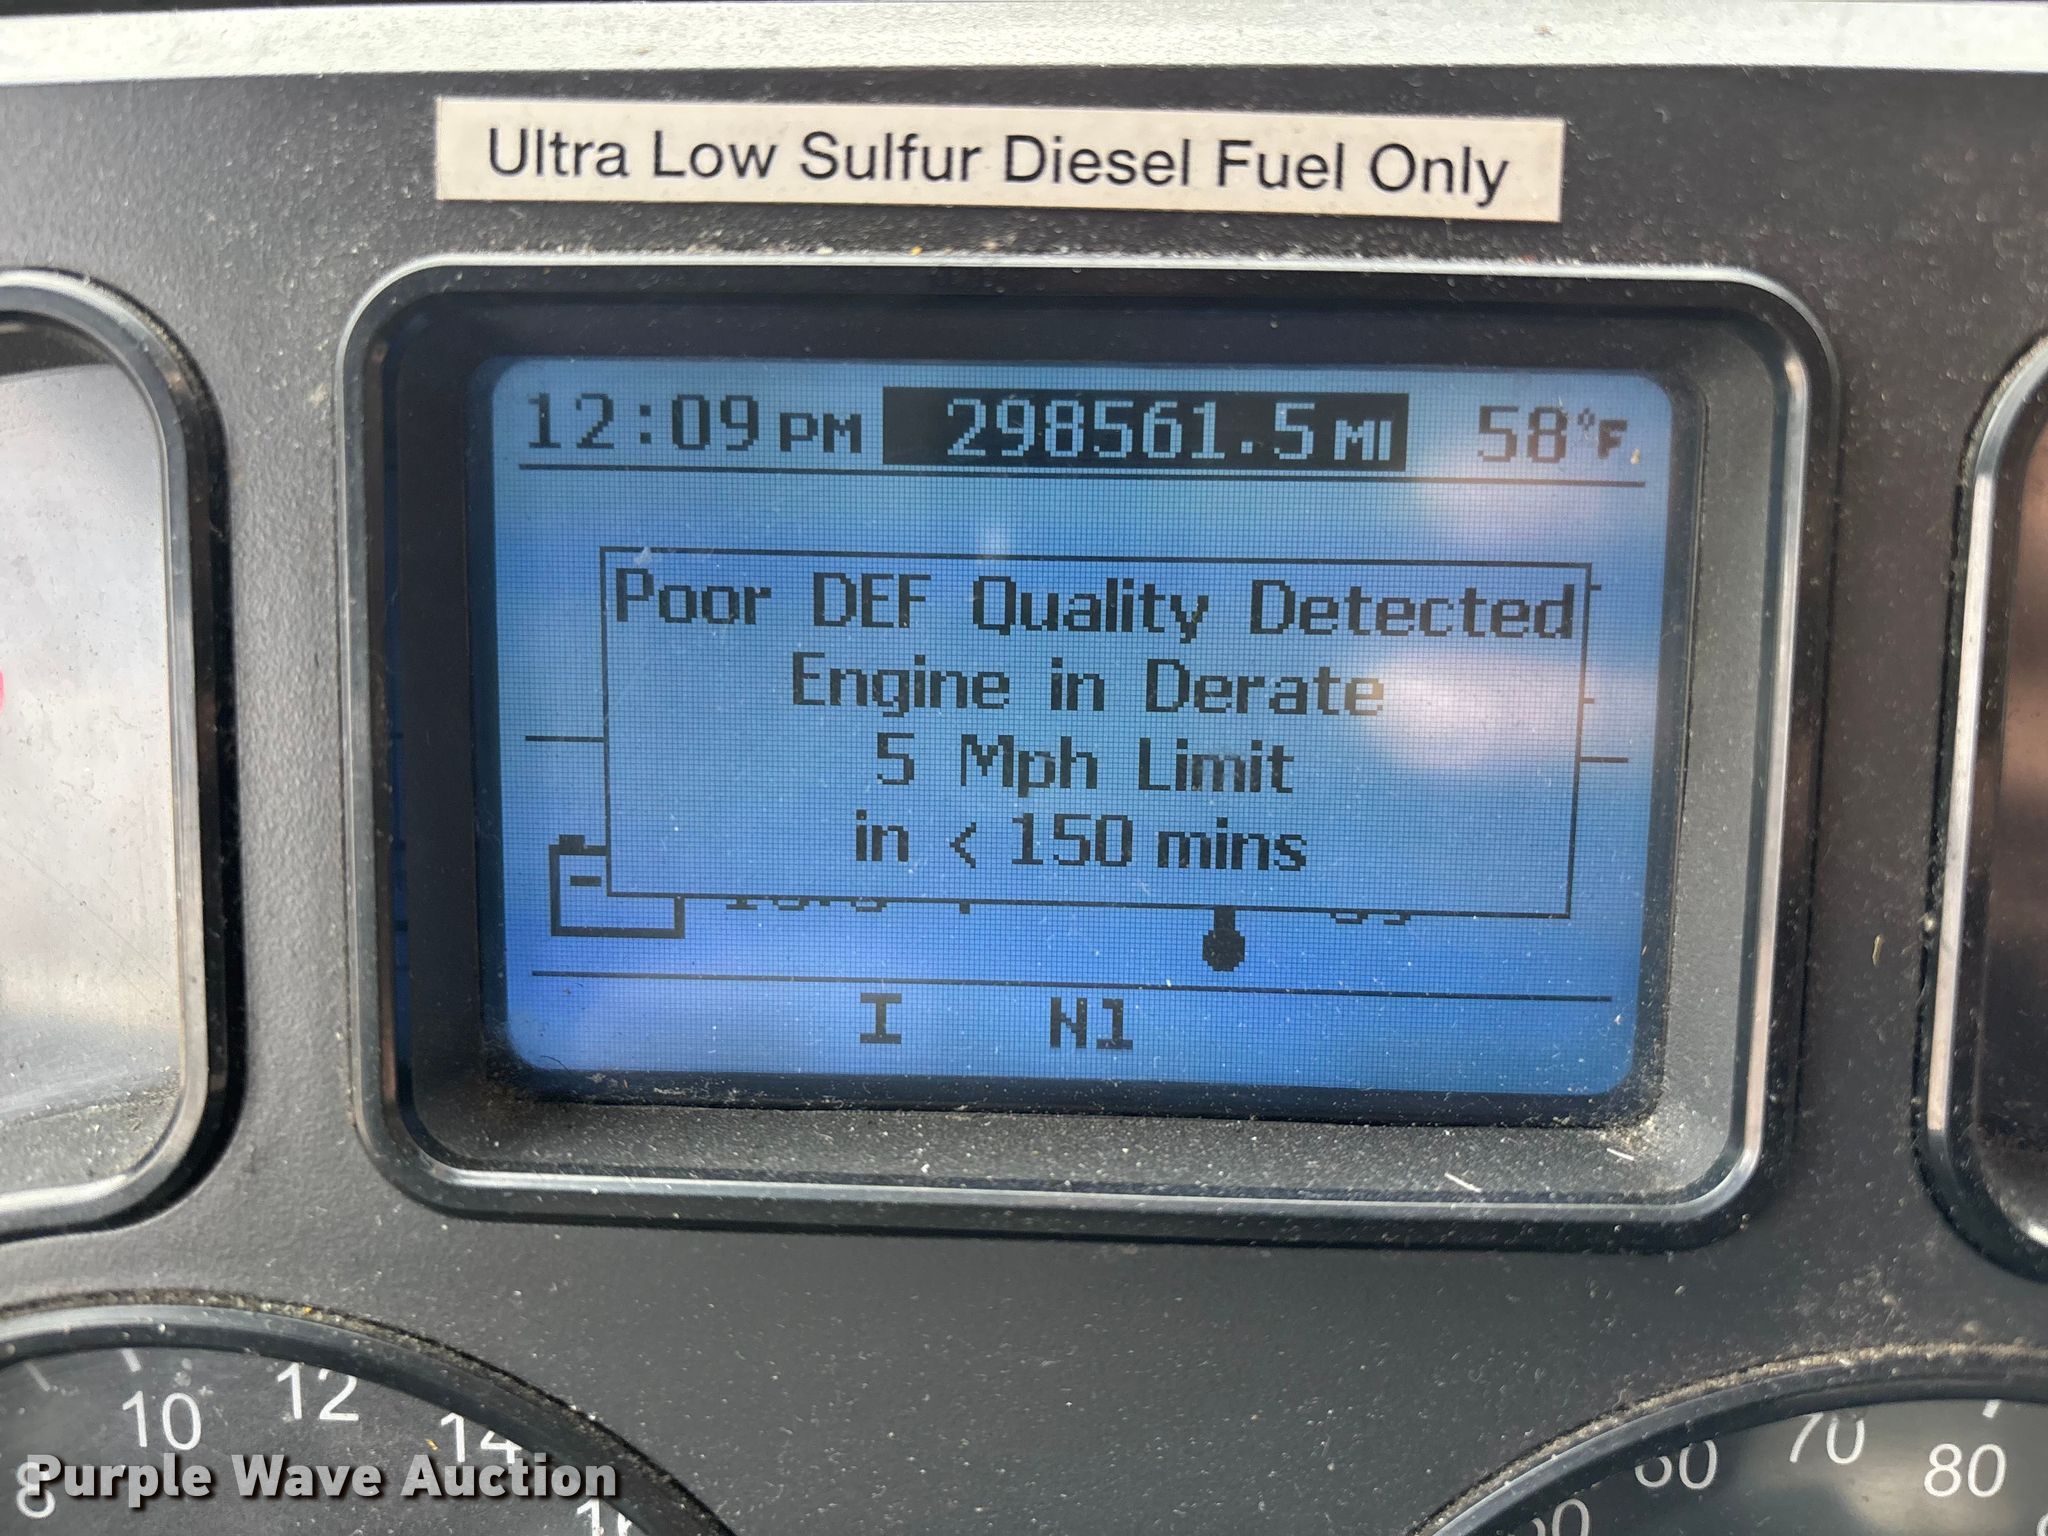 Ultra Low Sulfur Diesel Fuel Only
12:09 PM 298561.5 MI 58°F
Poor DEF Quality Detected
Engine in Derate
5 Mph Limit
in < 150 mins
I N1
10 12 14
8
70
80
Purple Wave Auction